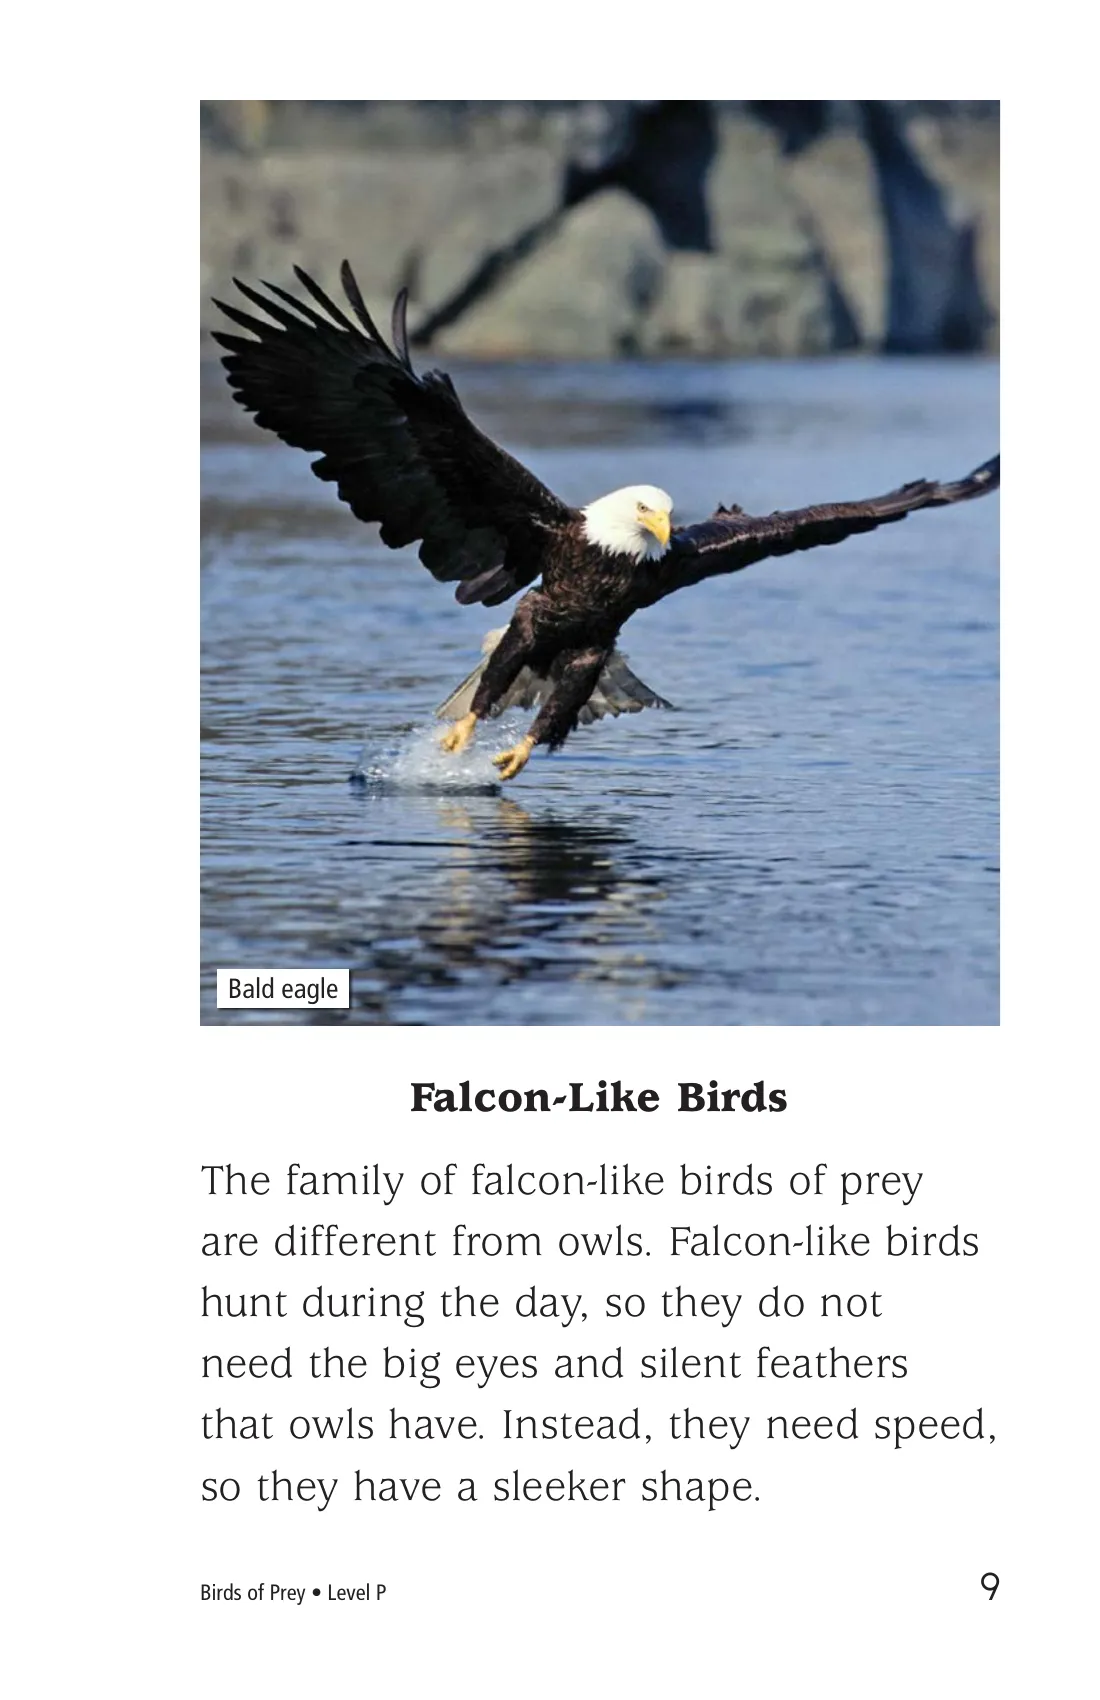 Bald eagle
Falcon-Like Birds
The family of falcon-like birds of prey
are different from owls. Falcon-like birds
hunt during the day, so they do not
need the big eyes and silent feathers
that owls have. Instead, they need speed,
so they have a sleeker shape.
Birds of Prey • Level P
9